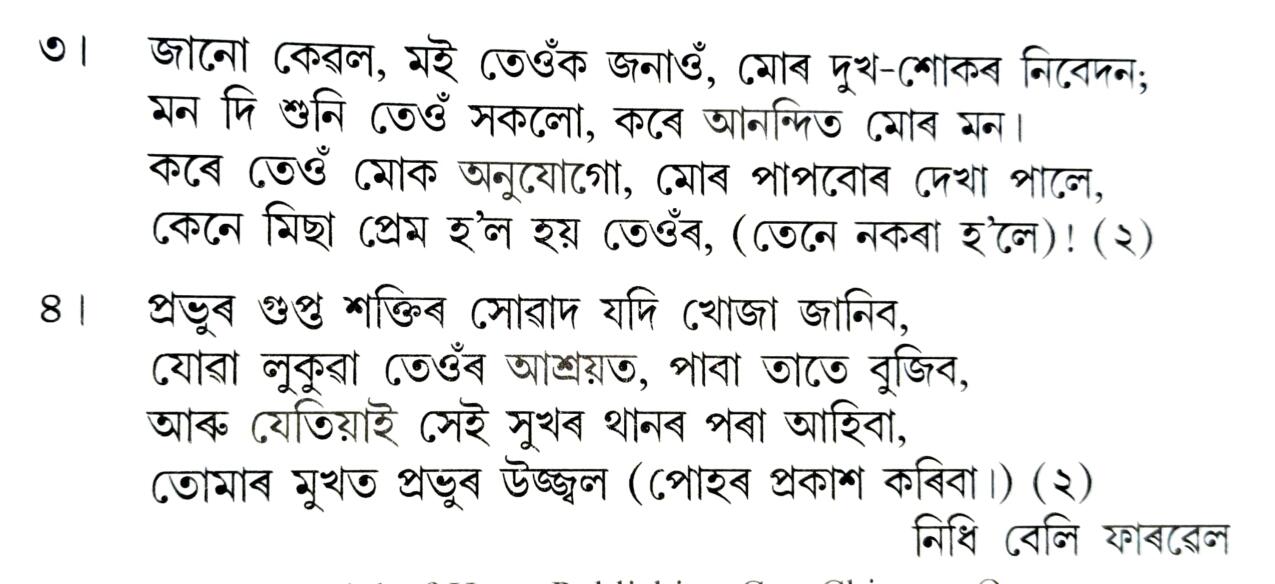 ৩। জানো কেৱল, মই তেওঁক জনাওঁ, মোৰ দুখ-শোকৰ নিবেদন;
মন দি শুনি তেওঁ সকলো, কৰে আনন্দিত মোৰ মন।
কৰে তেওঁ মোক অনুযোগো, মোৰ পাপবোৰ দেখা পালে,
কেনে মিছা প্ৰেম হ’ল হয় তেওঁৰ, (তেনে নকৰা হ’লে)! (২)
৪। প্ৰভুৰ গুপ্ত শক্তিৰ সোৱাদ যদি খোজা জানিব,
যোৱা লুকুৱা তেওঁৰ আশ্ৰয়ত, পাবা তাতে বুজিব,
আৰু যেতিয়াই সেই সুখৰ থানৰ পৰা আহিবা,
তোমাৰ মুখত প্ৰভুৰ উজ্জ্বল (পোহৰ প্ৰকাশ কৰিবা।) (২)
নিধি বেলি ফাৰৱেল